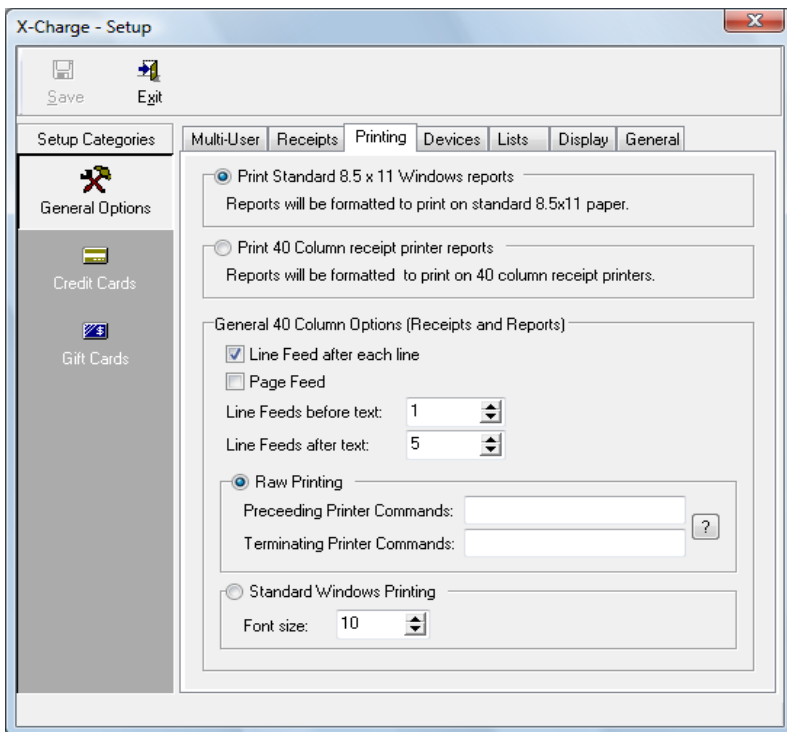 X-Charge - Setup
X
Save Exit
Setup Categories
General Options
Credit Cards
Gift Cards
Multi-User Receipts Printing Devices Lists Display General
Print Standard 8.5 x 11 Windows reports
Reports will be formatted to print on standard 8.5x11 paper.
Print 40 Column receipt printer reports
Reports will be formatted to print on 40 column receipt printers.
General 40 Column Options (Receipts and Reports)
Line Feed after each line
Page Feed
Line Feeds before text: 1
Line Feeds after text: 5
Raw Printing
Preceeding Printer Commands:
?
Terminating Printer Commands:
Standard Windows Printing
Font size: 10